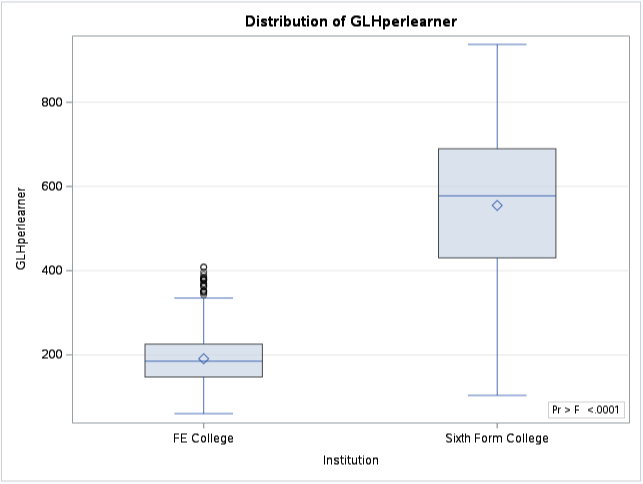 Distribution of GLHperlearner
GLHperlearner
800
600
400
200
Pr > F <.0001
FE College
Sixth Form College
Institution